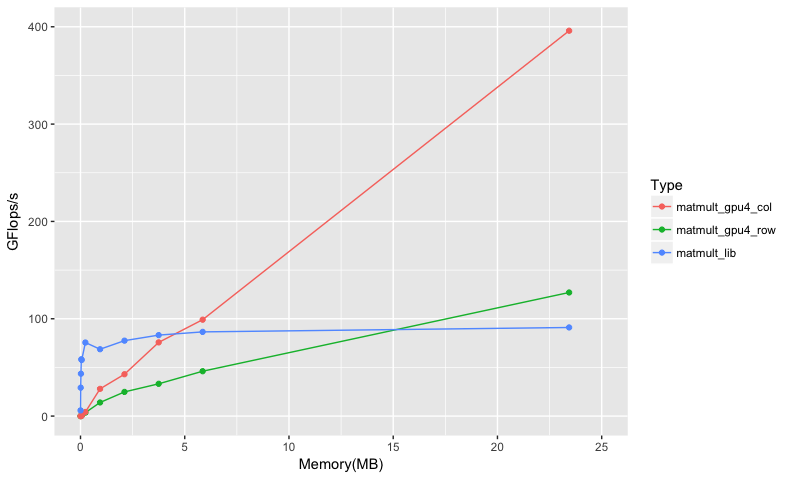 400
300
200
100
0
GFlops/s
0 5 10 15 20 25
Memory(MB)
Type
matmult_gpu4_col
matmult_gpu4_row
matmult_lib